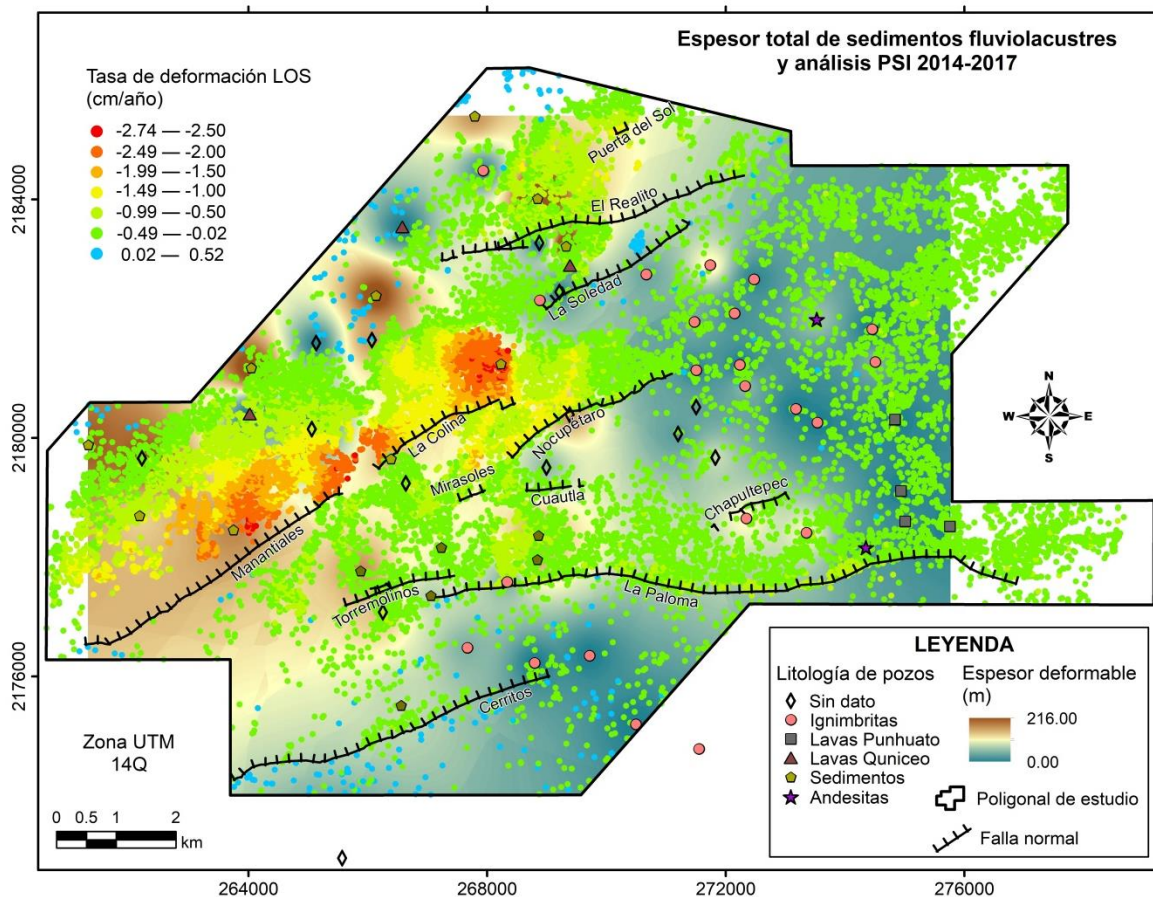 Espesor total de sedimentos fluviolacustres
y análisis PSI 2014-2017
Tasa de deformación LOS
(cm/año)
-2.74 — -2.50
-2.49 — -2.00
-1.99 — -1.50
-1.49 — -1.00
-0.99 — -0.50
-0.49 — -0.02
0.02 — 0.52
Puerta del Sol
El Realito
La Soledad
La Colina
Nocupétaro
Mirasoles
Cuautla
Chapultepec
Manantiales
Torremolinos
La Paloma
Cerritos
N
W E
S
2184000
2180000
2176000
Zona UTM
14Q
0 0.5 1 2
km
LEYENDA
Litología de pozos
Sin dato
Ignimbritas
Lavas Punhuato
Lavas Quniceo
Sedimentos
Andesitas
Espesor deformable
(m)
216.00
0.00
Poligonal de estudio
Falla normal
264000 268000 272000 276000